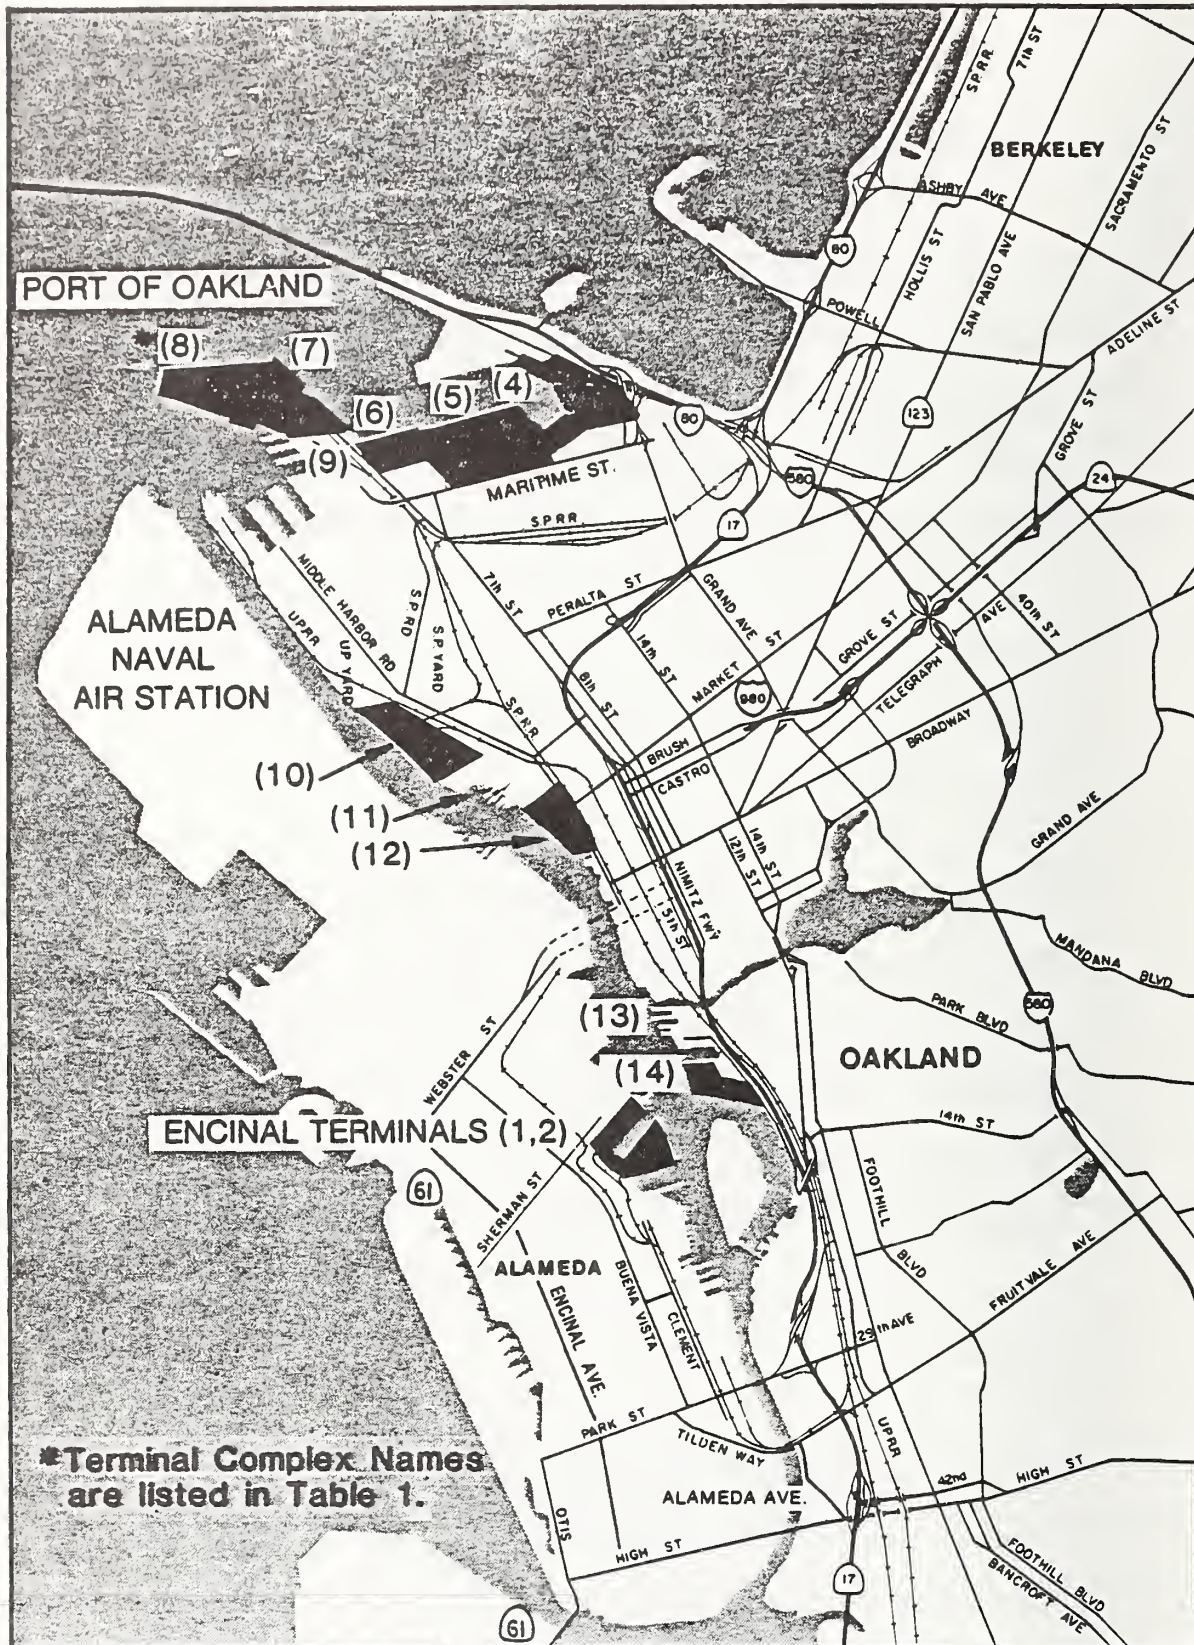 S.P.RR
7th ST
BERKELEY
SACRAMENTO ST
ASHBY AVE
80
HOLLIS ST
SAN PABLO AVE
POWELL
ADELINE ST
PORT OF OAKLAND
*
(8)
(7)
(6)
(5)
(4)
(9)
80
123
GROVE ST
MARITIME ST.
580
24
S.P.RR.
17
MIDDLE HARBOR RD
U.P.RR
UP YARD
S.P. RD
S.P. YARD
7th ST
PERALTA ST
GRAND AVE
14th ST
MARKET ST
GROVE ST
40th ST
AVE
TELEGRAPH
BROADWAY
980
ALAMEDA
NAVAL
AIR STATION
S.P.R.R.
8th ST
BRUSH
CASTRO
(10)
(11)
(12)
GRAND AVE
14th ST
12th ST
NIMITZ FWY
5th ST
MANDANA BLVD
PARK BLVD
580
(13)
(14)
OAKLAND
WEBSTER ST
ENCINAL TERMINALS (1,2)
14th ST
61
SHERMAN ST
FOOTHILL BLVD
ALAMEDA
ENCINAL AVE.
BUENA VISTA
CLEMENT
FRUITVALE AVE
29th AVE
PARK ST
TILDEN WAY
U.P.RR
*Terminal Complex Names
are listed in Table 1.
42nd
HIGH ST
ALAMEDA AVE.
OTIS
HIGH ST
17
FOOTHILL BLVD
BANCROFT AVE
61